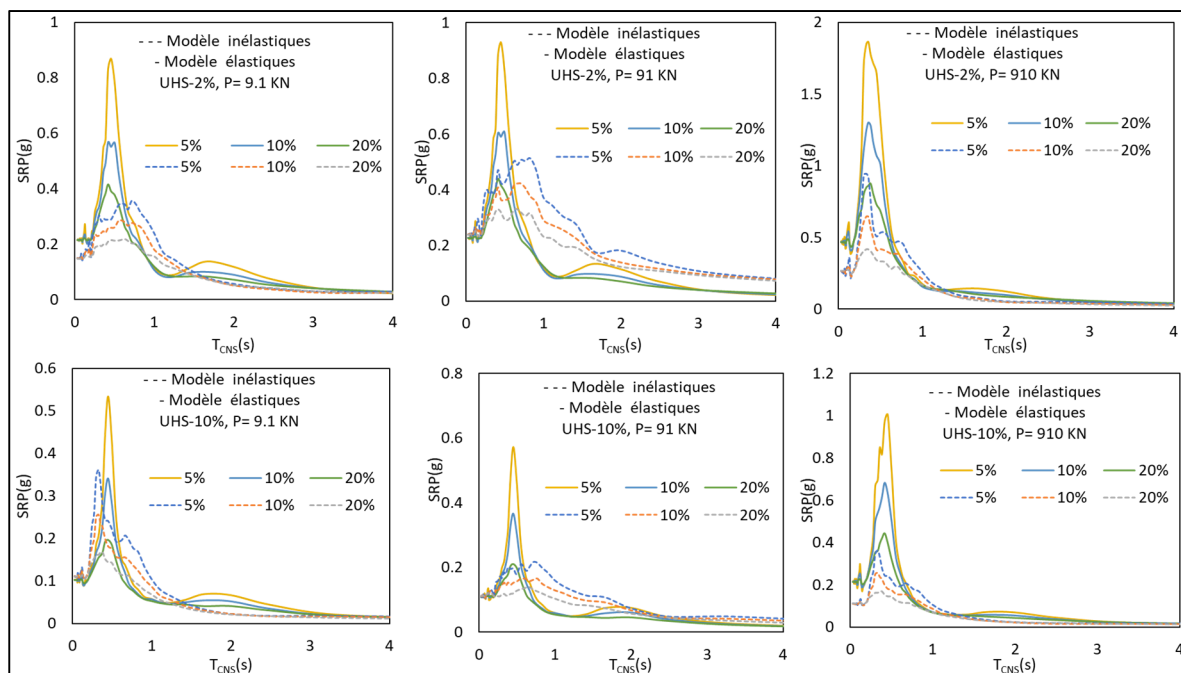 --- Modèle inélastiques
- Modèle élastiques
UHS-2%, P= 9.1 KN
5% 10% 20%
5% 10% 20%
SRP(g)
1
0.8
0.6
0.4
0.2
0
0 1 2 3 4
TCNS(s)
--- Modèle inélastiques
- Modèle élastiques
UHS-2%, P= 91 KN
5% 10% 20%
5% 10% 20%
SRP(g)
1
0.8
0.6
0.4
0.2
0
0 1 2 3 4
TCNS(s)
--- Modèle inélastiques
- Modèle élastiques
UHS-2%, P= 910 KN
5% 10% 20%
5% 10% 20%
SRP(g)
2
1.5
1
0.5
0
0 1 2 3 4
TCNS(s)
--- Modèle inélastiques
- Modèle élastiques
UHS-10%, P= 9.1 KN
5% 10% 20%
5% 10% 20%
SRP(g)
0.6
0.5
0.4
0.3
0.2
0.1
0
0 1 2 3 4
TCNS(s)
--- Modèle inélastiques
- Modèle élastiques
UHS-10%, P= 91 KN
5% 10% 20%
5% 10% 20%
SRP(g)
0.8
0.6
0.4
0.2
0
0 1 2 3 4
TCNS(s)
--- Modèle inélastiques
- Modèle élastiques
UHS-10%, P= 910 KN
5% 10% 20%
5% 10% 20%
SRP(g)
1.2
1
0.8
0.6
0.4
0.2
0
0 1 2 3 4
TCNS(s)